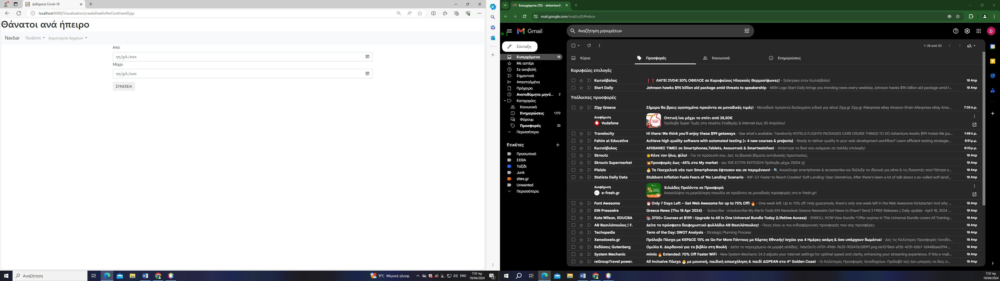 Δεδομένα Covid-19
localhost:8080/Visualization/createDeathsPerContinent0.jsp
Θάνατοι ανά ήπειρο
Navbar Προβολή Δημιουργία Αρχείων
Από
ηη/χιλ./εεεε
Μέχρι
ηη/χιλ./εεεε
ΣΥΝΕΧΕΙΑ
Αναζήτηση
9°C Μερική ηλιοφ.
ENG
7:32 πμ
19/04/2024
2
Εισερχόμενα (15) - dntontos@
mail.google.com/mail/u/0/#inbox
Gmail
Αναζήτηση μηνυμάτων
D
Σύνταξη
Εισερχόμενα 15
Με αστέρι
Σε αναβολή
Σημαντικά
Απεσταλμένα
Πρόχειρα
Ανεπιθύμητα μηνύ... 2
Κατηγορίες
Κοινωνικά
Ενημερώσεις 1.172
Φόρουμ
Προσφορές 33
Περισσότερα
Ετικέτες
Προσωπικό
ΣΕΘΑ
Ταξίδι
Junk
sites.gr
Unwanted
Περισσότερα
1–28 από 30
ελ
Κύρια Προσφορές Κοινωνικά Ενημερώσεις
Κορυφαίες επιλογές
Κωτσόβολος ❗❗ ΛΗΓΕΙ 21/04! 30% ΟΦΕΛΟΣ σε Κορυφαίους Ηλιακούς Θερμοσίφωνες! - Solarpass στον Κωτσόβολο! 18 Απρ
Start Daily Johnson hawks $95 billion aid package amid threats to speakership - MSN Logo Start Daily brings you trending news every weekday Johnson hawks $95 billion aid package amid t... 18 Απρ
Υπόλοιπες προσφορές
Zipy Greece Σήμερα θα βρεις αγαπημένα προιόντα σε μοναδικές τιμές! - Μοναδικά προιόντα διαλεγμένα ειδικά για σένα! Zipy.gr Zipy.gr Aliexpress eBay Amazon Shein Aliexpress eBay Ama... 7:25 π.μ.
Διαφήμιση
Vodafone
Οπτική ίνα μέχρι το σπίτι από 28,50€
Πρόλαβε Super Τιμές στα πακέτα Σταθερής & Internet έως 30 Απριλίου!
Travelocity Hi there: We think you'll enjoy these $99 getaways - See what's available. Travelocity HOTELS FLIGHTS PACKAGES CARS CRUISE THINGS TO DO Adventure Awaits $99 Hotels We jus... 1:48 π.μ.
Fahim at Educative Achieve high quality software with automated testing (+ 4 new courses & projects) - Ready to deliver quality in your web development workflow? Learn efficient testing strategie... 8:51 μ.μ.
Κωτσόβολος ΑΠΙΘΑΝΕΣ ΤΙΜΕΣ σε Smartphones,Tablets, Ακουστικά & Smartwatches! - Απόκτησε το δικό σου ανάμεσα σε πολλές επιλογές! 8:23 μ.μ.
Skroutz ☀️Κάνε τον ήλιο, φίλο! - Για το πρόσωπό σου. Δες τα βασικά βήματα αντηλιακής προστασίας. 18 Απρ
Skroutz Supermarket 💥Προσφορές έως -45% στα My market - και 10€ ΕΞΤΡΑ ΕΚΠΤΩΣΗ! Πρόλαβε μέχρι 23/04 🛒 18 Απρ
Plaisio 🐣 Τα Πασχαλινά νέα των Smartphones έφτασαν και σε περιμένουν! - 🔍 Ανακάλυψε smartphones & accessories και διάλεξε τα ιδανικά για σένα & τις διακοπές σου! Πάτησε ε... 18 Απρ
Statista Daily Data Stubborn Inflation Fuels Fears of 'No Landing' Scenario - IMF: G7 Faster to Reach Coveted 'Soft Landing' Dear Demetrios, After there's been a lot of talk about a so-called soft landi... 18 Απρ
Διαφήμιση
e-fresh.gr
Χιλιάδες Προϊόντα σε Προσφορά
Ανακαλύψτε τη μεγαλύτερη ποικιλία σε προϊόντα σε μοναδικές προσφορές στο e-fresh.gr!
Font Awesome ⏰ Only 7 Days Left – Get Web Awesome for up to 75% Off! 🔥 - One week left. Up to 75% off. Holy guacamole, there's only one week left in the Web Awesome Kickstarter! And why ... 18 Απρ
EIN Presswire Greece News (Thu 18 Apr 2024) - · Subscribe · Unsubscribe My Alerts Tools EIN Newsdesk Greece Newswire Got News to Share? Send 2 FREE Releases ↓ Daily update · April 18, 2024 ... 18 Απρ
Kate Wilson, EDUCBA 📚 3700+ Courses at $159 : Upgrade to All in One Universal Bundle Today (Lifetime Access) - ENROLL NOW View Bundle *Offer expires in This Universal Bundle covers All Training... 18 Απρ
ΑΒ Βασιλόπουλος | F. Δείτε το πρόσφατο διαφημιστικό φυλλάδιο ΑΒ Βασιλόπουλος! - Ποιες είναι οι πιο ενδιαφέρουσες προσφορές που σας προσφέρει; 18 Απρ
Techopedia Term of the Day: SWOT Analysis - Strategic Planning Process 18 Απρ
Xenodoxeio.gr Πρόλαβε Πάσχα με ΚΕΡΔΟΣ 15% σε Go For More Πόντους με Κάρτες Εθνικής! Ισχύει για 4 Ημέρες ακόμη & όσο υπάρχουν δωμάτια! - Δες τις Καλύτερες Προσφορές Ξενοδο... 18 Απρ
Εκδόσεις Gutenberg Ομιλία Κ. Δαρδανού για το βιβλίο στη Βουλή - Δείτε το περιεχόμενο σε μορφή σελίδας. 7ebc0c7c-d701-49d6-9633-902413c089f7.png 661078ed-af35-4231-b5b7-1d448bae3194.... 18 Απρ
System Mechanic mimis 🔥 Extended: 70% Off Faster WiFi - New System Mechanic 24.3 adjusts your internet settings for optimal speed and clarity, enhancing your streaming experience. If this e-mail... 18 Απρ
reGroupTravel power. All Inclusive Πάσχα 🐣 με μουσική, παιδική απασχόληση & παιδί ΔΩΡΕΑΝ στο 4* Golden Coast - Οι Καλύτερες Προσφορές Ξενοδοχείων. Πρόλαβέ τες! Δεν μπορείς να δεις σ... 18 Απρ
7:32 πμ
19/04/2024